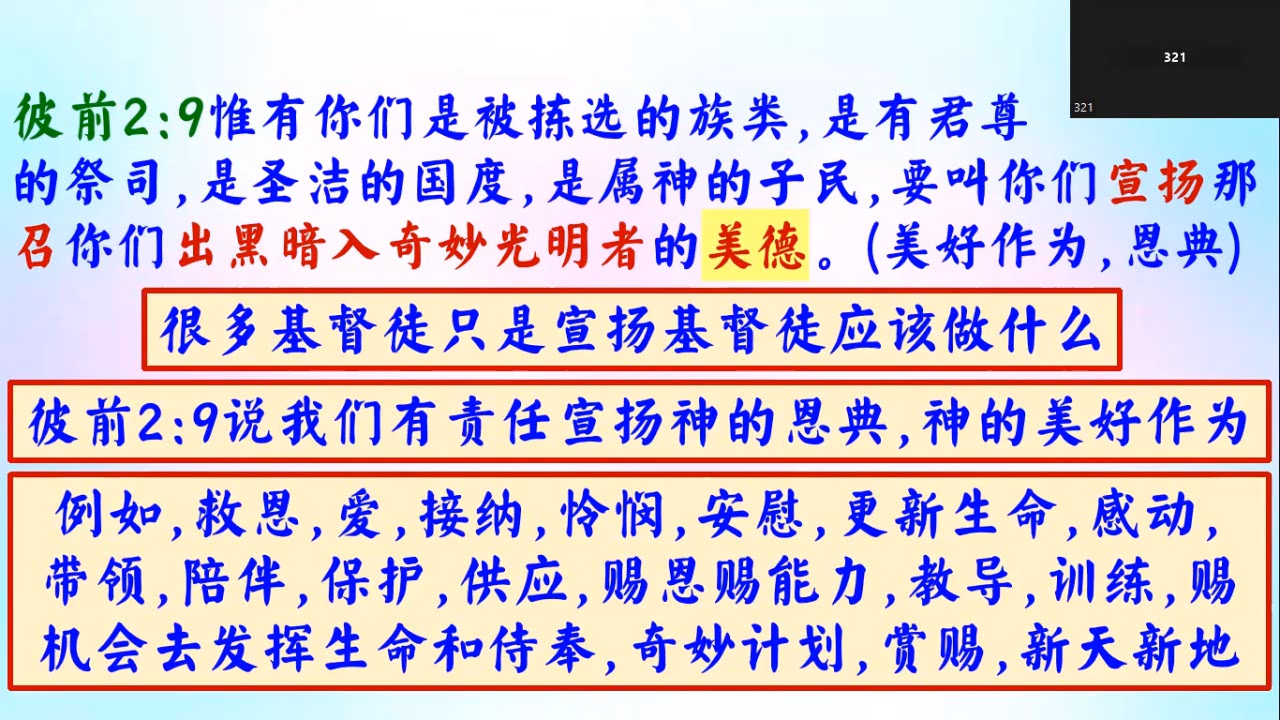 321
321
彼前2:9惟有你们是被拣选的族类,是有君尊
的祭司,是圣洁的国度,是属神的子民,要叫你们宣扬那
召你们出黑暗入奇妙光明者的美德。(美好作为,恩典)
很多基督徒只是宣扬基督徒应该做什么
彼前2:9说我们有责任宣扬神的恩典,神的美好作为
例如,救恩,爱,接纳,怜悯,安慰,更新生命,感动,
带领,陪伴,保护,供应,赐恩赐能力,教导,训练,赐
机会去发挥生命和侍奉,奇妙计划,赏赐,新天新地